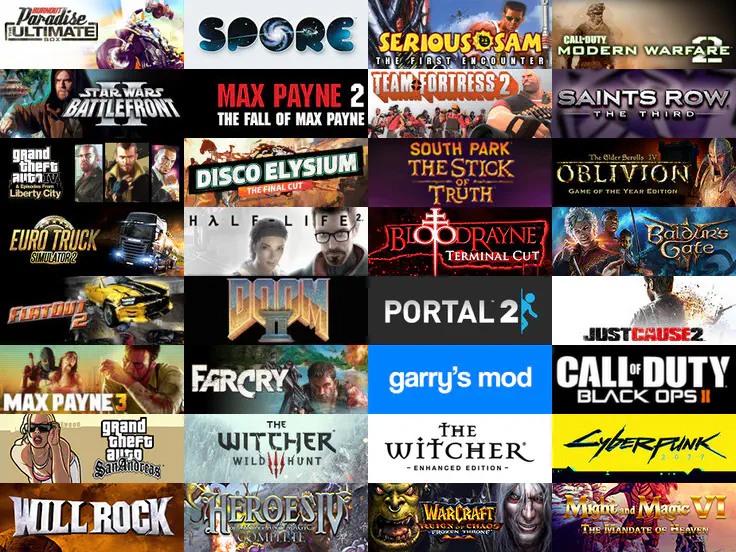 BURNOUT
Paradise
THE ULTIMATE
BOX
SPORE
SERIOUS SAM
THE FIRST ENCOUNTER
CALL OF DUTY
MODERN WARFARE
2
STAR WARS
BATTLEFRONT
II
MAX PAYNE 2
THE FALL OF MAX PAYNE
TEAM FORTRESS 2
SAINTS ROW
THE THIRD
grand
theft
auto IV
& Episodes From
Liberty City
DISCO ELYSIUM
THE FINAL CUT
SOUTH PARK
THE STICK
OF
TRUTH
The Elder Scrolls IV
OBLIVION
GAME OF THE YEAR EDITION
EURO TRUCK
SIMULATOR 2
HALF-LIFE 2
BLOODRAYNE
TERMINAL CUT
Baldur's
Gate
FLATOUT
2
DOOM
II
PORTAL 2
JUST CAUSE 2
MAX PAYNE 3
FARCRY
garry's mod
CALL OF DUTY
BLACK OPS II
grand
theft
auto
San Andreas
THE
WITCHER
WILD HUNT
THE
WITCHER
ENHANCED EDITION
CYBERPUNK
2077
WILL ROCK
HEROES IV
OF MIGHT AND MAGIC
COMPLETE
WARCRAFT
REIGN OF CHAOS
FROZEN THRONE
Might and Magic VI
THE MANDATE OF HEAVEN